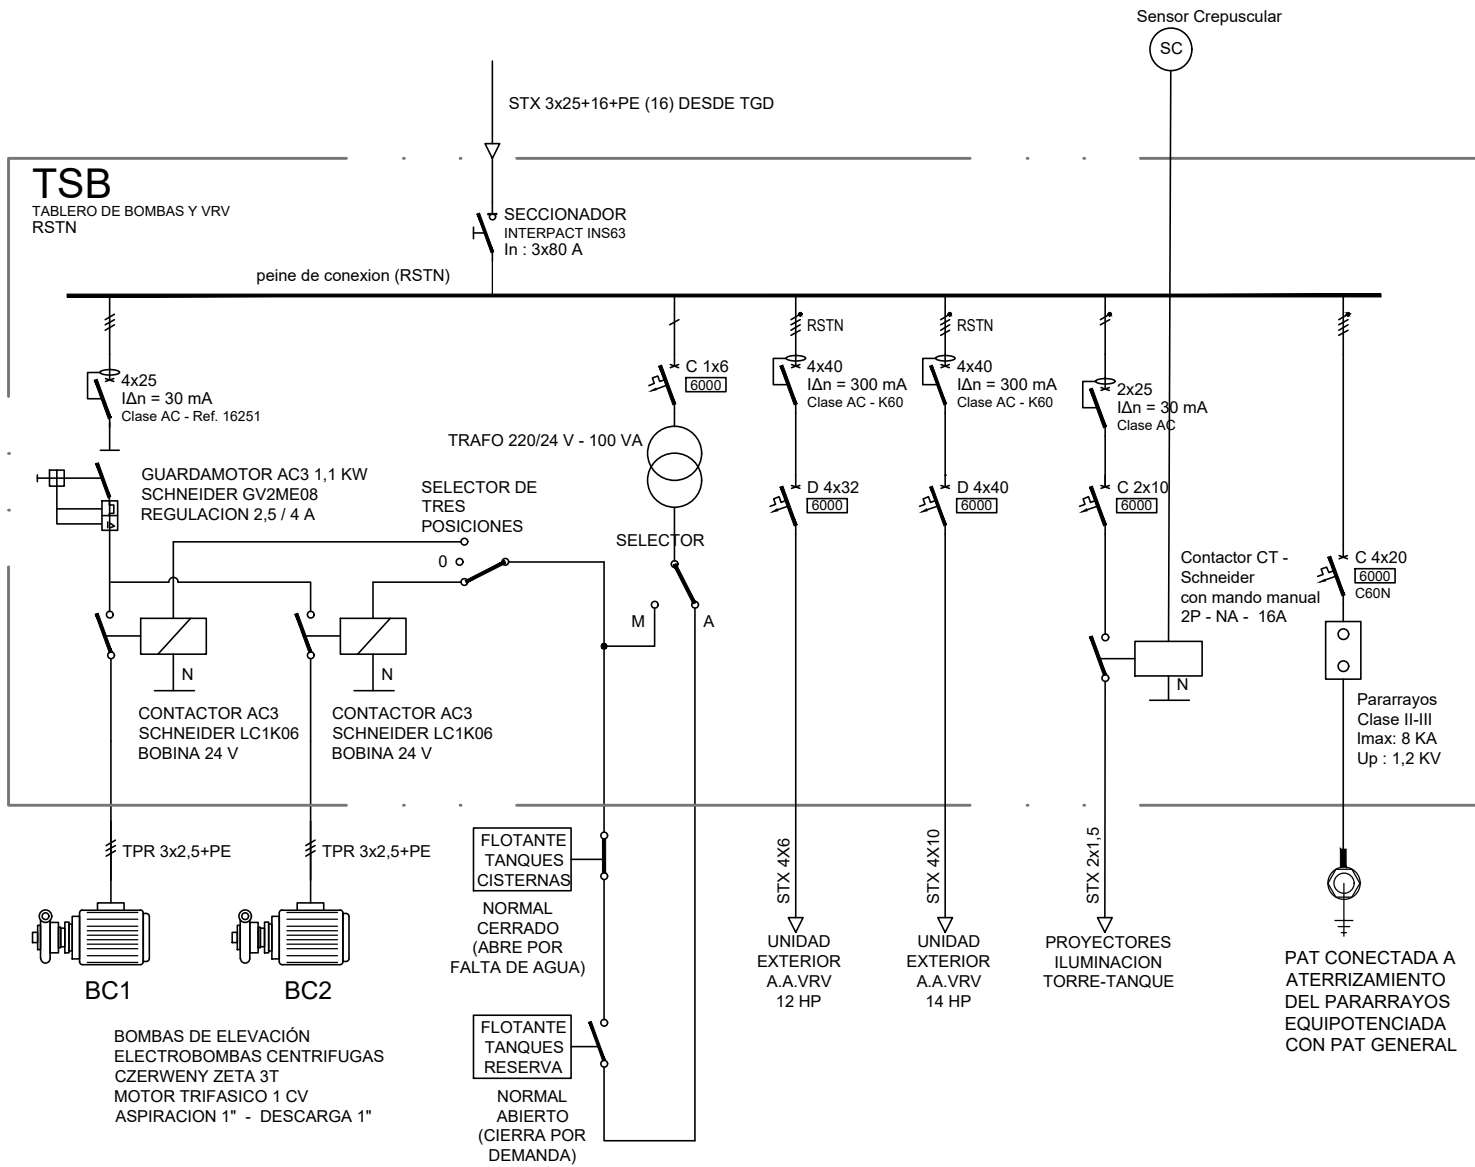 Sensor Crepuscular
SC
STX 3x25+16+PE (16) DESDE TGD
TSB
TABLERO DE BOMBAS Y VRV
RSTN
SECCIONADOR
INTERPACT INS63
In : 3x80 A
peine de conexion (RSTN)
4x25
IΔn = 30 mA
Clase AC - Ref. 16251
GUARDAMOTOR AC3 1,1 KW
SCHNEIDER GV2ME08
REGULACION 2,5 / 4 A
SELECTOR DE
TRES
POSICIONES
0
C 1x6
6000
TRAFO 220/24 V - 100 VA
SELECTOR
M
A
RSTN
4x40
IΔn = 300 mA
Clase AC - K60
D 4x32
6000
RSTN
4x40
IΔn = 300 mA
Clase AC - K60
D 4x40
6000
2x25
IΔn = 30 mA
Clase AC
C 2x10
6000
Contactor CT -
Schneider
con mando manual
2P - NA - 16A
N
C 4x20
6000
C60N
Pararrayos
Clase II-III
Imax: 8 KA
Up : 1,2 KV
N
CONTACTOR AC3
SCHNEIDER LC1K06
BOBINA 24 V
N
CONTACTOR AC3
SCHNEIDER LC1K06
BOBINA 24 V
TPR 3x2,5+PE
TPR 3x2,5+PE
BC1
BC2
BOMBAS DE ELEVACIÓN
ELECTROBOMBAS CENTRIFUGAS
CZERWENY ZETA 3T
MOTOR TRIFASICO 1 CV
ASPIRACION 1" - DESCARGA 1"
FLOTANTE
TANQUES
CISTERNAS
NORMAL
CERRADO
(ABRE POR
FALTA DE AGUA)
FLOTANTE
TANQUES
RESERVA
NORMAL
ABIERTO
(CIERRA POR
DEMANDA)
STX 4X6
UNIDAD
EXTERIOR
A.A.VRV
12 HP
STX 4X10
UNIDAD
EXTERIOR
A.A.VRV
14 HP
STX 2x1,5
PROYECTORES
ILUMINACION
TORRE-TANQUE
PAT CONECTADA A
ATERRIZAMIENTO
DEL PARARRAYOS
EQUIPOTENCIADA
CON PAT GENERAL